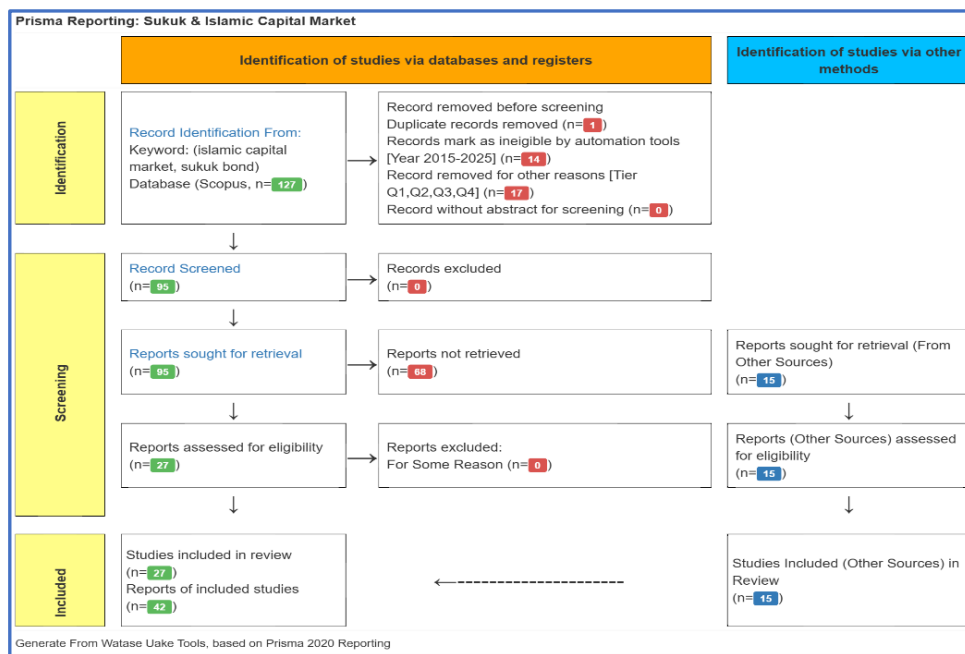 Prisma Reporting: Sukuk & Islamic Capital Market
Identification of studies via databases and registers
Identification of studies via other
methods
Identification
Record Identification From:
Keyword: (islamic capital
market, sukuk bond)
Database (Scopus, n=127)
Record removed before screening
Duplicate records removed (n=1)
Records mark as ineigible by automation tools
[Year 2015-2025] (n=14)
Record removed for other reasons [Tier
Q1,Q2,Q3,Q4] (n=17)
Record without abstract for screening (n=0)
Screening
Record Screened
(n=95)
Records excluded
(n=0)
Reports sought for retrieval
(n=95)
Reports not retrieved
(n=68)
Reports sought for retrieval (From
Other Sources)
(n=15)
Reports assessed for eligibility
(n=27)
Reports excluded:
For Some Reason (n=0)
Reports (Other Sources) assessed
for eligibility
(n=15)
Included
Studies included in review
(n=27)
Reports of included studies
(n=42)
Studies Included (Other Sources) in
Review
(n=15)
Generate From Watase Uake Tools, based on Prisma 2020 Reporting